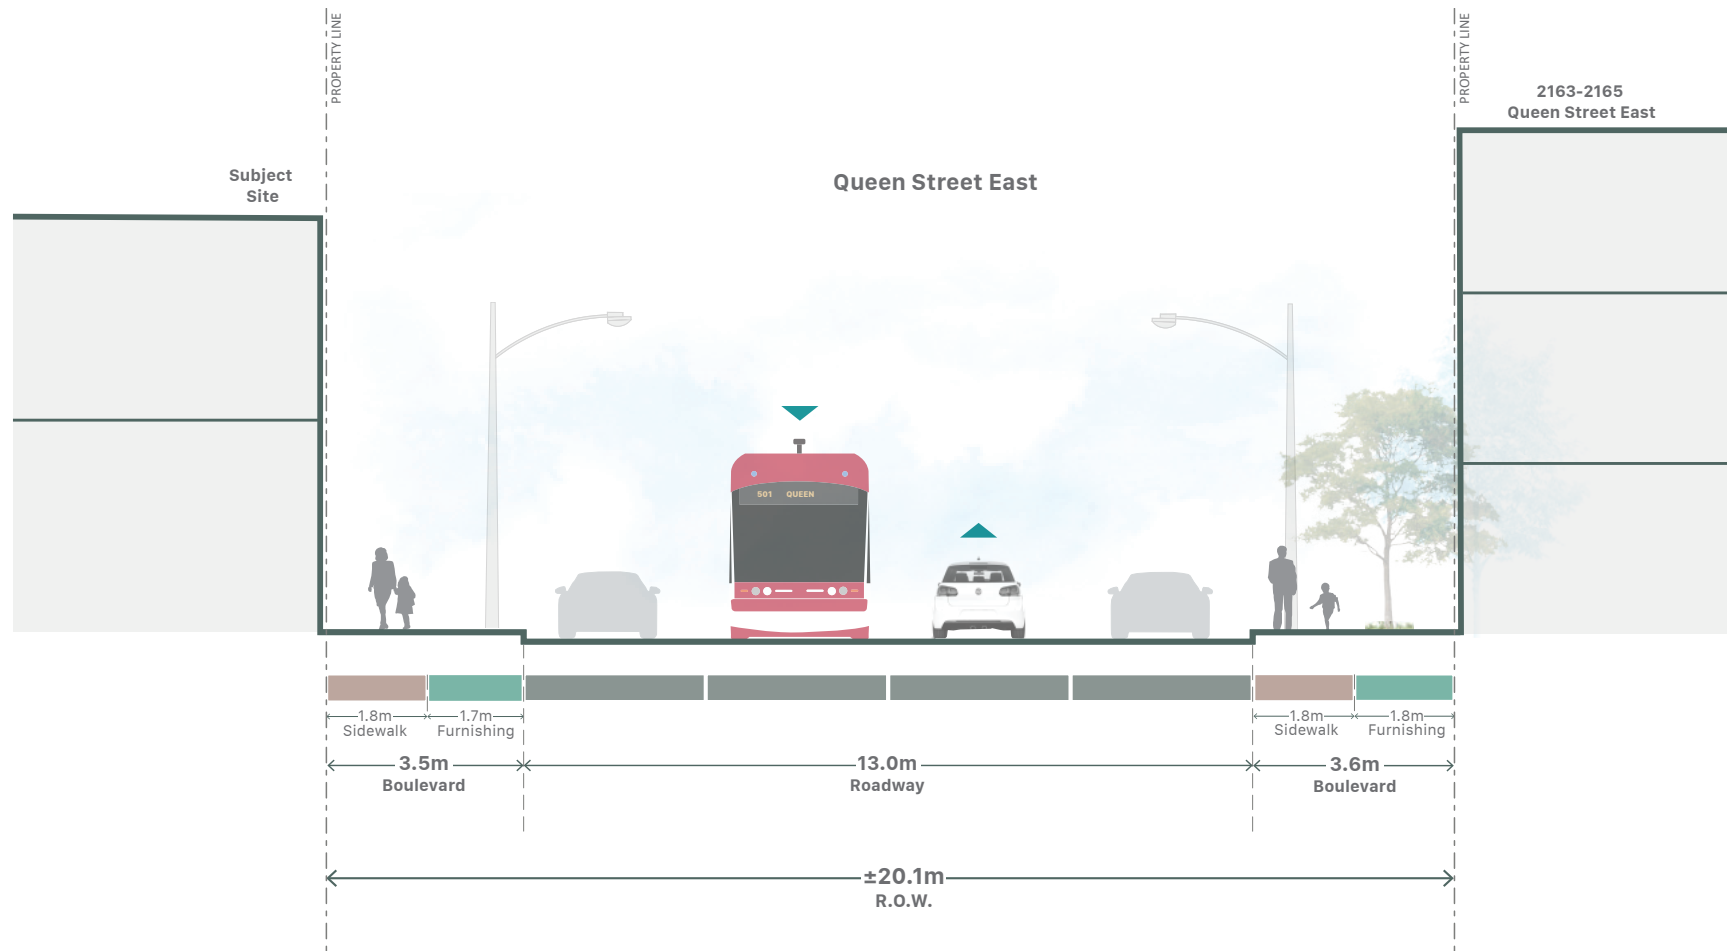 PROPERTY LINE
PROPERTY LINE
2163-2165
Queen Street East
Subject
Site
Queen Street East
501 QUEEN
1.8m
Sidewalk
1.7m
Furnishing
1.8m
Sidewalk
1.8m
Furnishing
3.5m
Boulevard
13.0m
Roadway
3.6m
Boulevard
±20.1m
R.O.W.